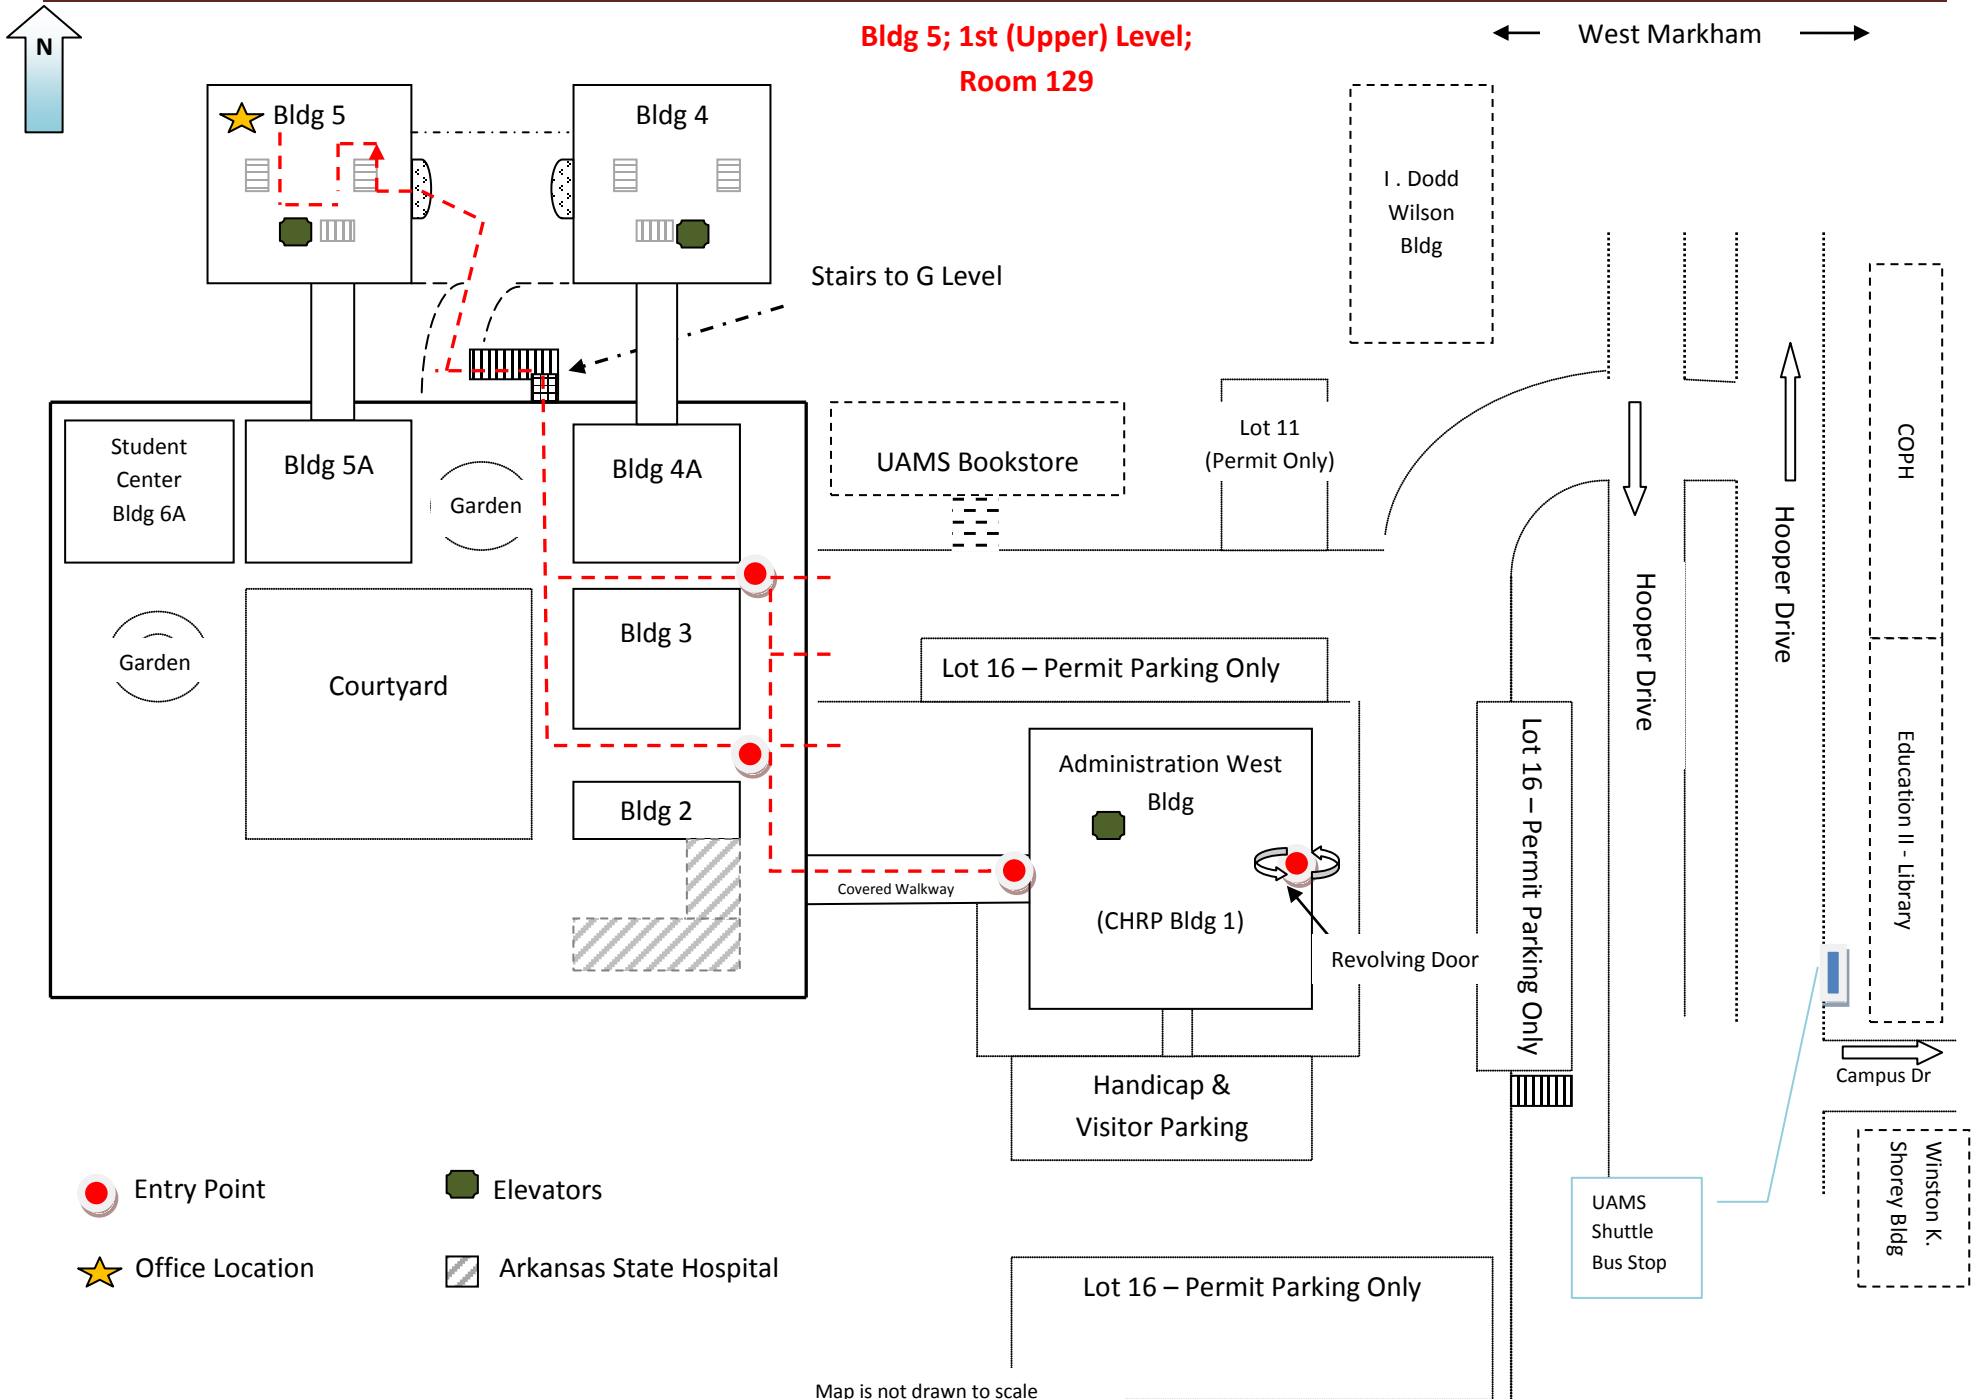 N
Bldg 5; 1st (Upper) Level;
Room 129
West Markham
Bldg 5
Bldg 4
I . Dodd
Wilson
Bldg
Stairs to G Level
Student
Center
Bldg 6A
Bldg 5A
Garden
Bldg 4A
UAMS Bookstore
Lot 11
(Permit Only)
COPH
Hooper Drive
Hooper Drive
Garden
Courtyard
Bldg 3
Lot 16 – Permit Parking Only
Bldg 2
Administration West
Bldg
(CHRP Bldg 1)
Covered Walkway
Revolving Door
Lot 16 – Permit Parking Only
Education II - Library
Campus Dr
Handicap &
Visitor Parking
Winston K.
Shorey Bldg
UAMS
Shuttle
Bus Stop
Entry Point
Elevators
Office Location
Arkansas State Hospital
Lot 16 – Permit Parking Only
Map is not drawn to scale